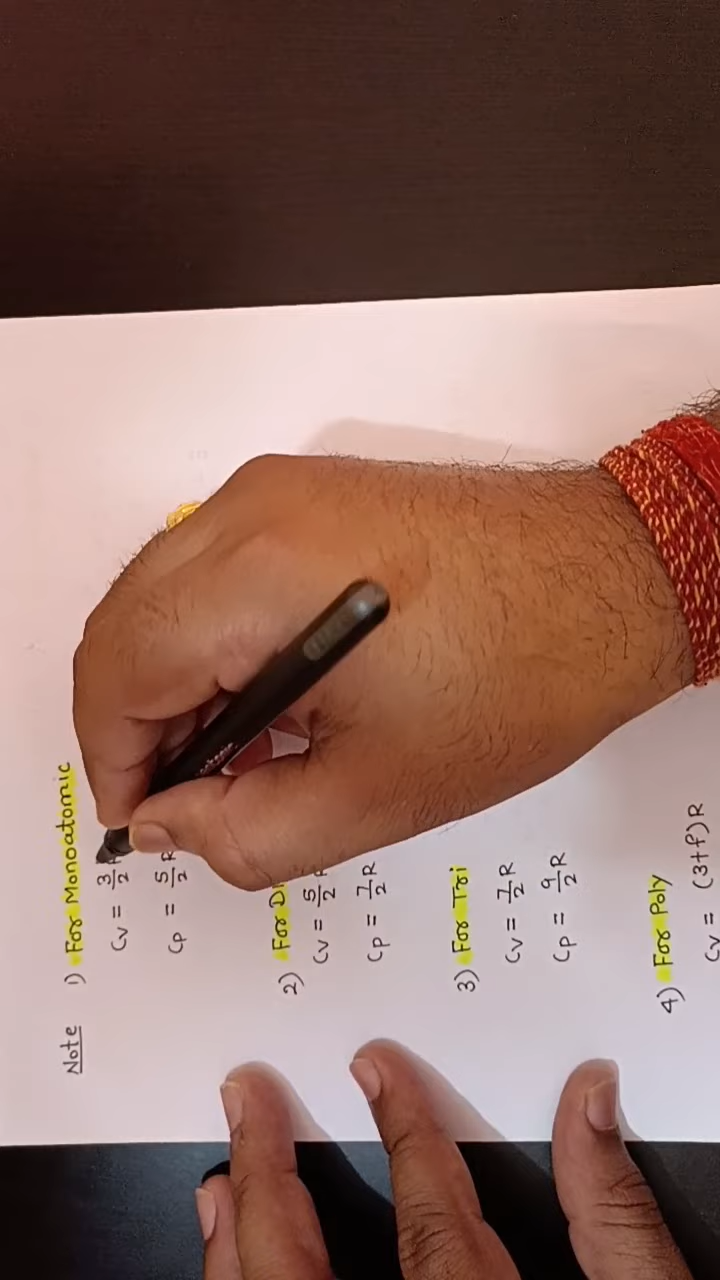 Note 1) For Monoatomic
Cv = 3/2 R
Cp = 5/2 R
2) For
Cv = 5/2 R
Cp = 7/2 R
3) For Tri
Cv = 7/2 R
Cp = 9/2 R
4) For Poly
Cv = (3+f)R